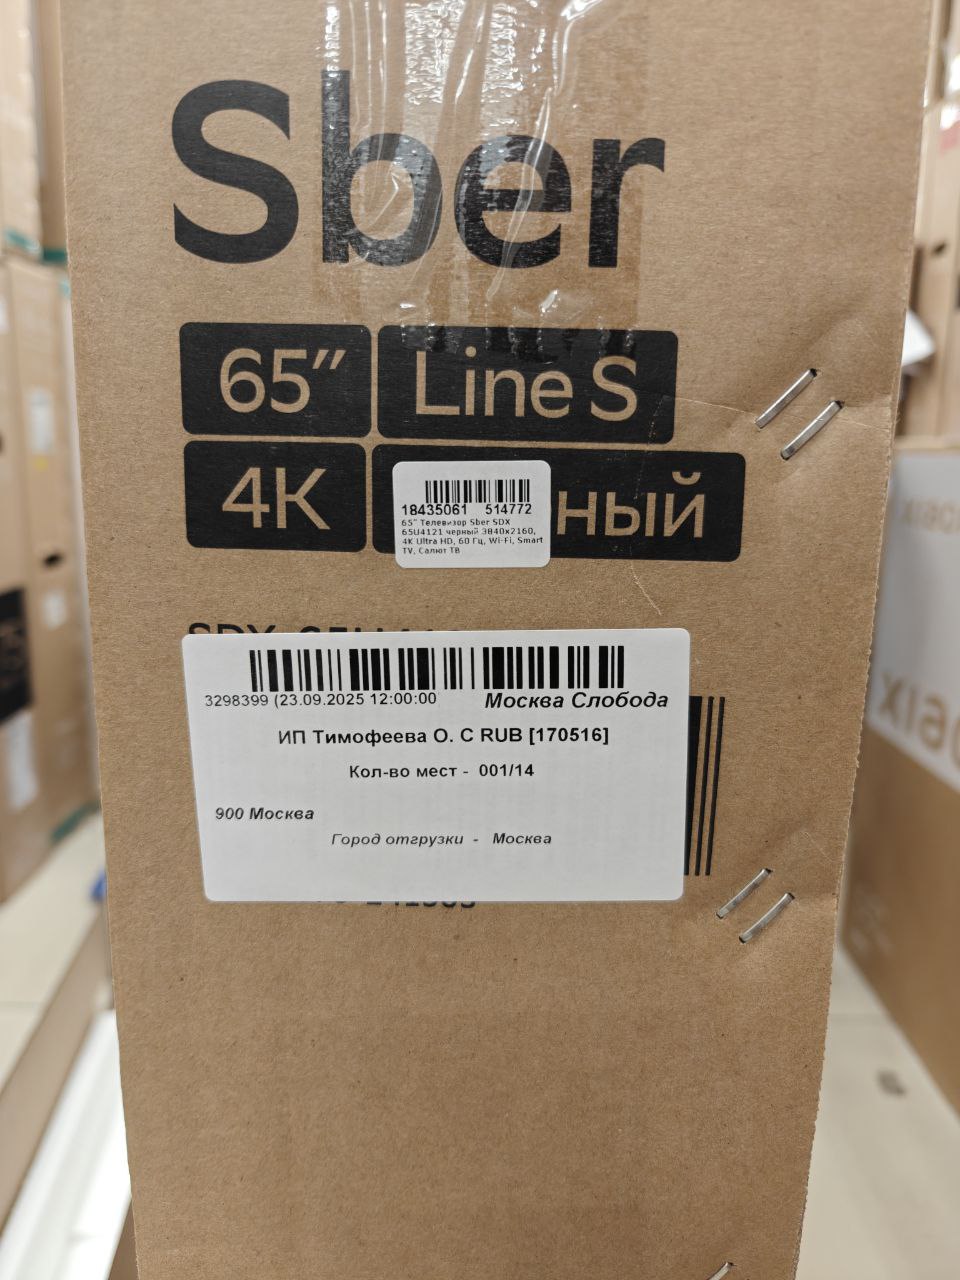 Sber
65″ Line S
4K ный
18435061 514772
65" Телевизор Sber SDX
65U4121 черный 3840x2160,
4K Ultra HD, 60 Гц, Wi-Fi, Smart
TV, Салют ТВ
3298399 (23.09.2025 12:00:00 Москва Слобода
ИП Тимофеева О. С RUB [170516]
Кол-во мест - 001/14
900 Москва
Город отгрузки - Москва